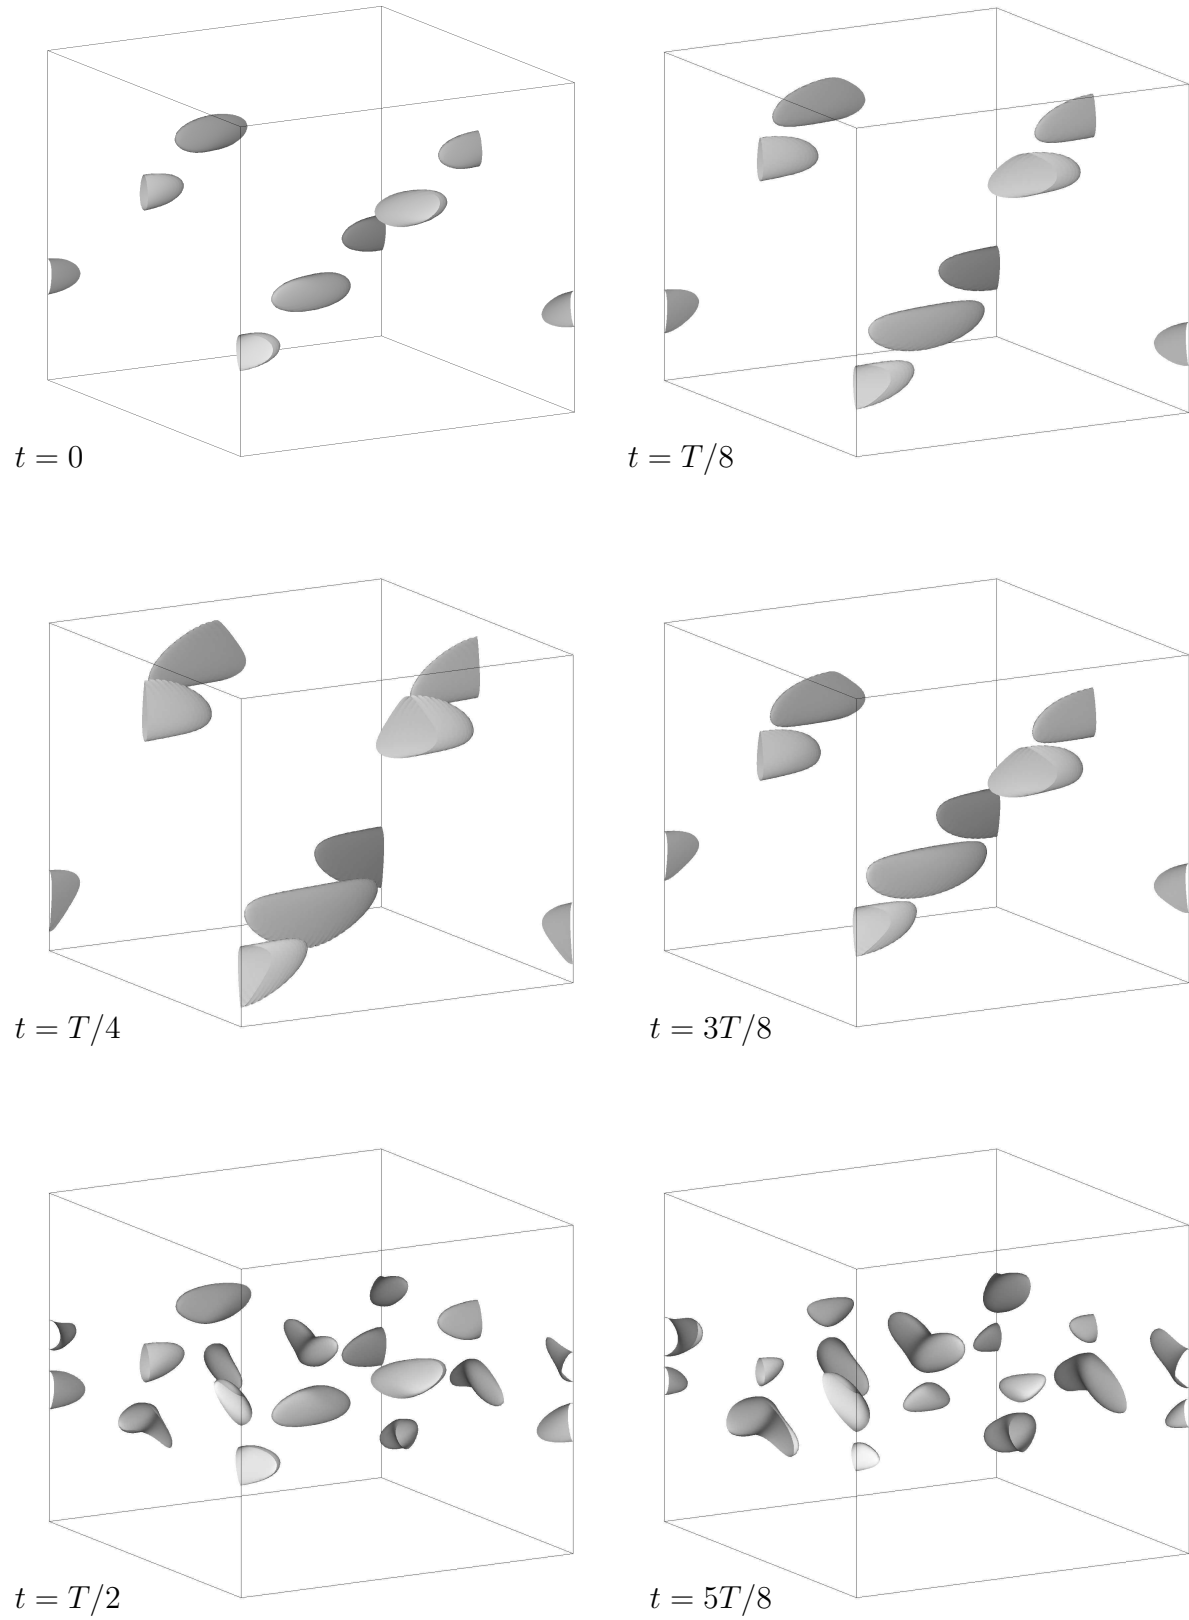 t = 0
t = T/8
t = T/4
t = 3T/8
t = T/2
t = 5T/8